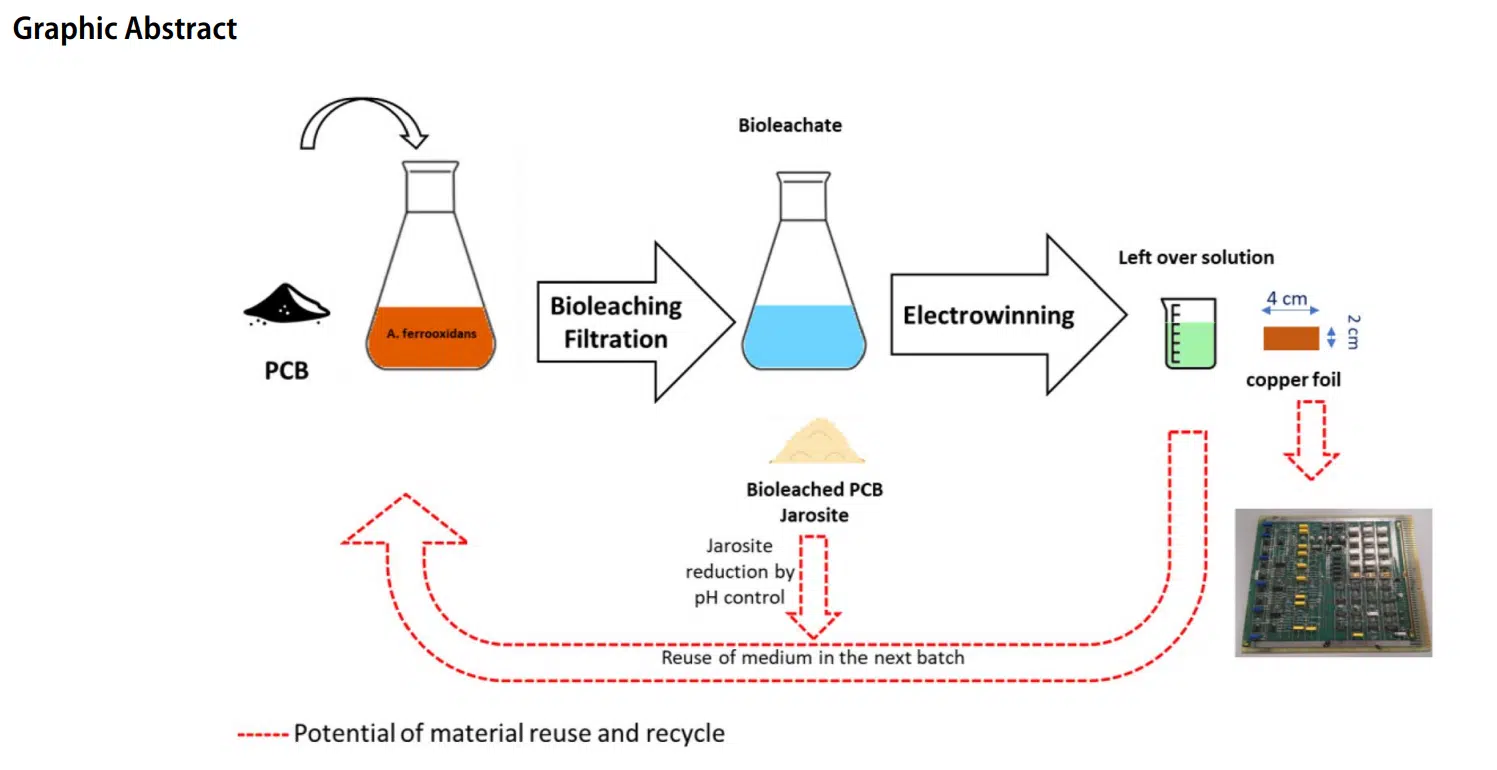 Graphic Abstract
Bioleachate
A. ferrooxidans
PCB
Bioleaching
Filtration
Electrowinning
Left over solution
4 cm
2 cm
copper foil
Bioleached PCB
Jarosite
Jarosite
reduction by
pH control
Reuse of medium in the next batch
Potential of material reuse and recycle